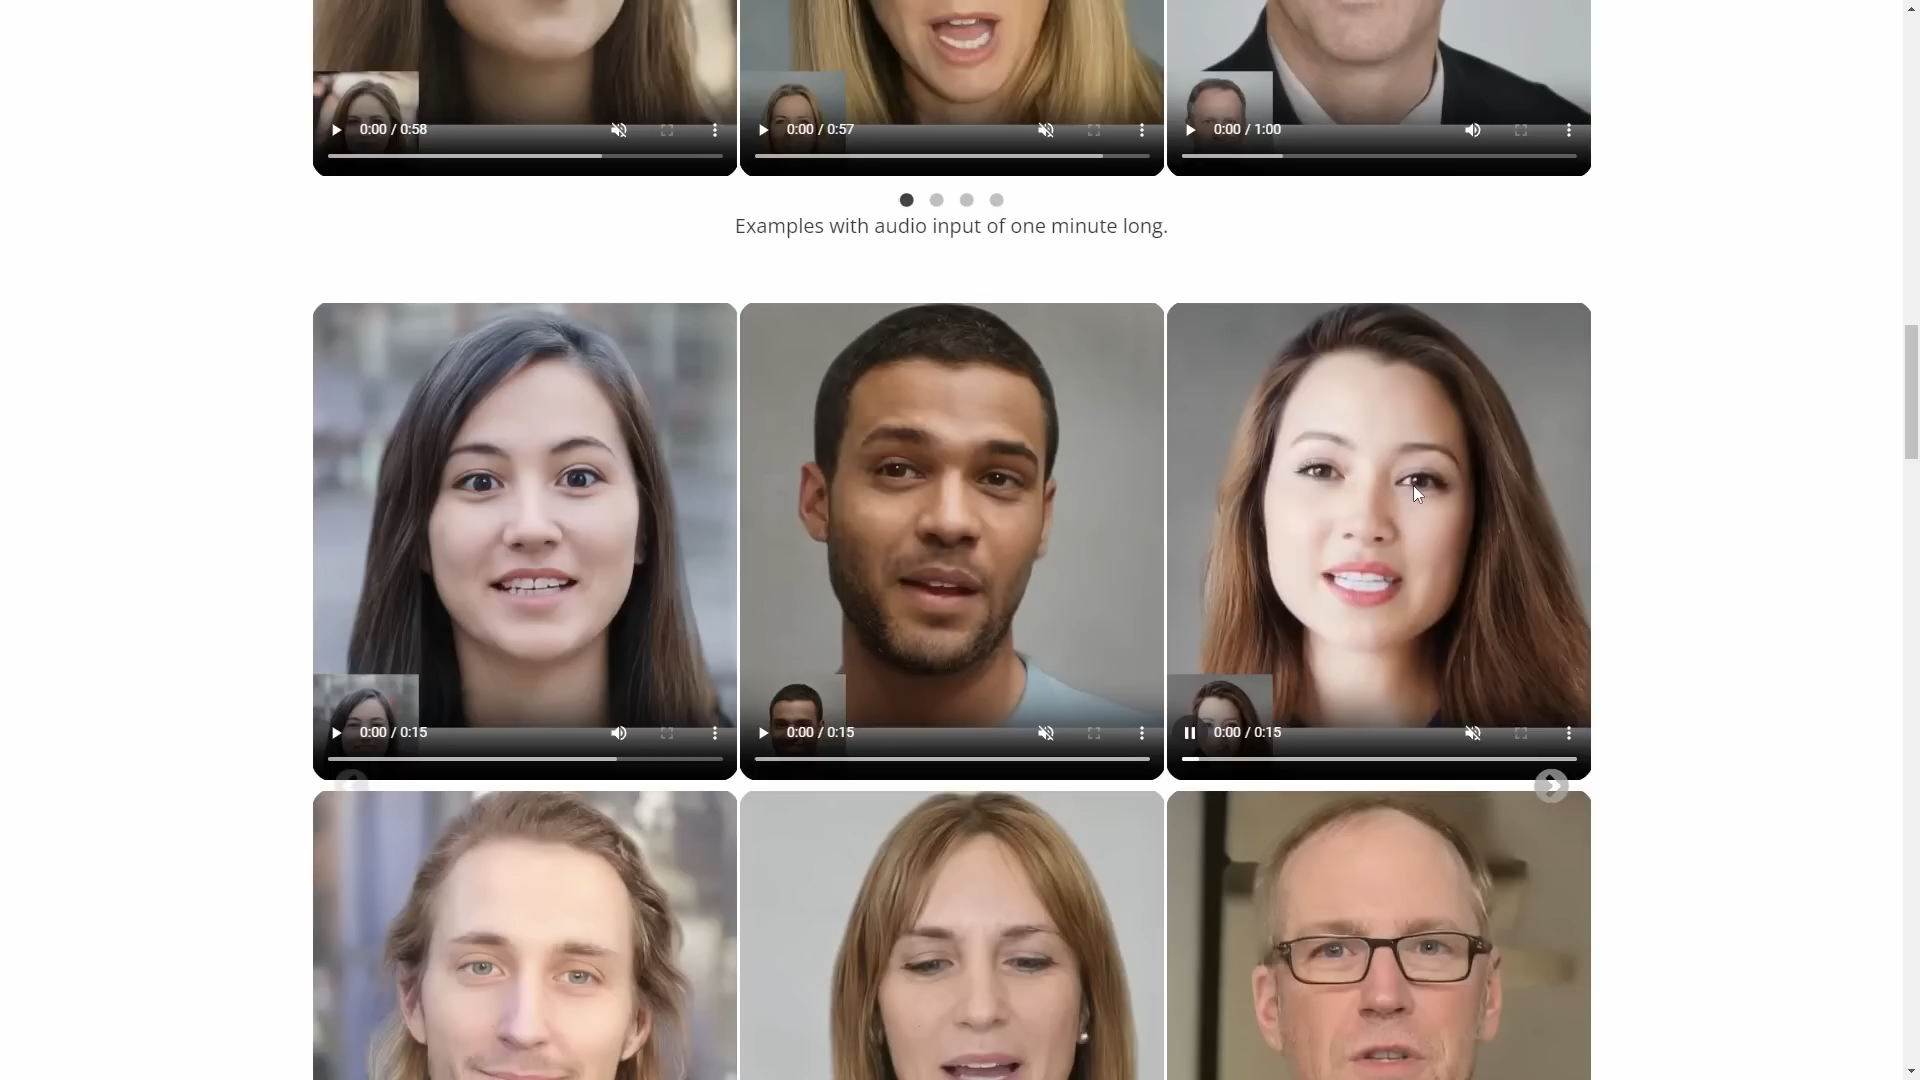 0:00 / 0:58
0:00 / 0:57
0:00 / 1:00
Examples with audio input of one minute long.
0:00 / 0:15
0:00 / 0:15
0:00 / 0:15